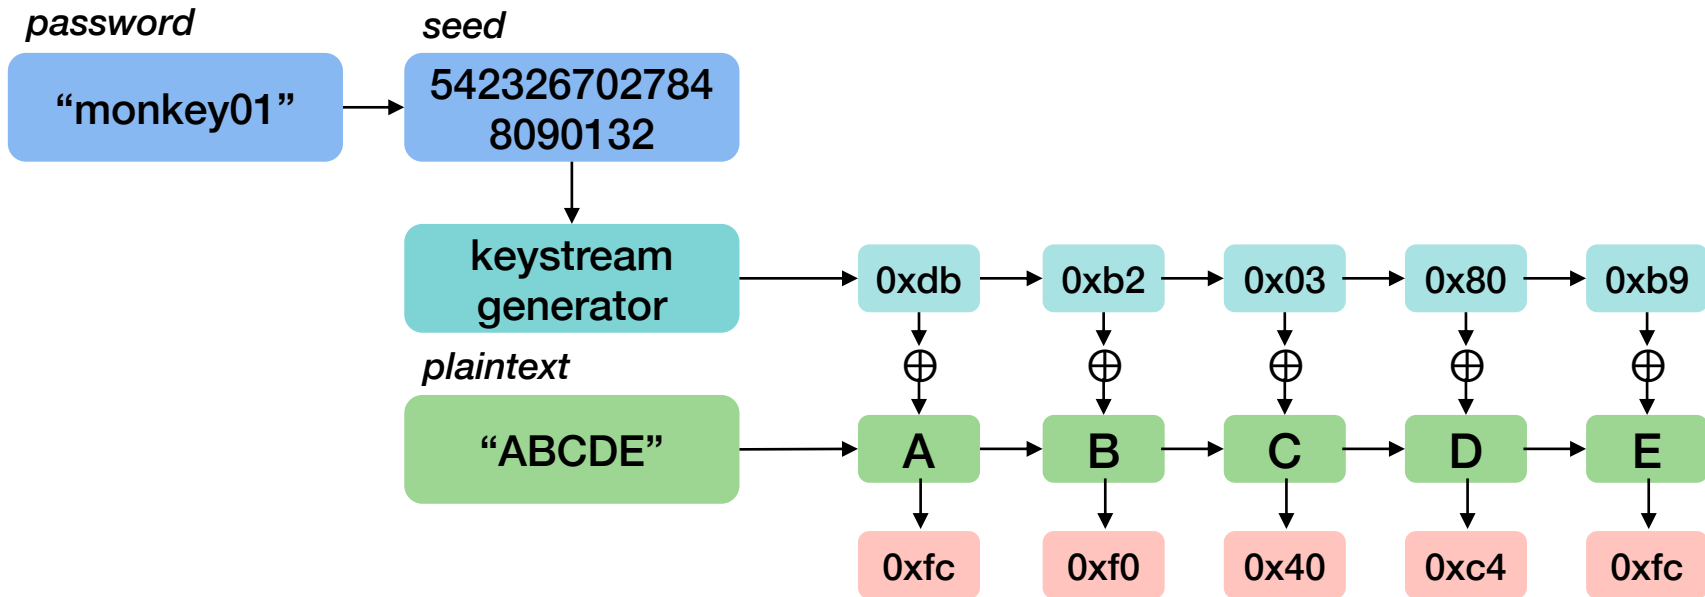 password
seed
“monkey01”
542326702784
8090132
keystream
generator
0xdb
0xb2
0x03
0x80
0xb9
plaintext
“ABCDE”
A
B
C
D
E
0xfc
0xf0
0x40
0xc4
0xfc